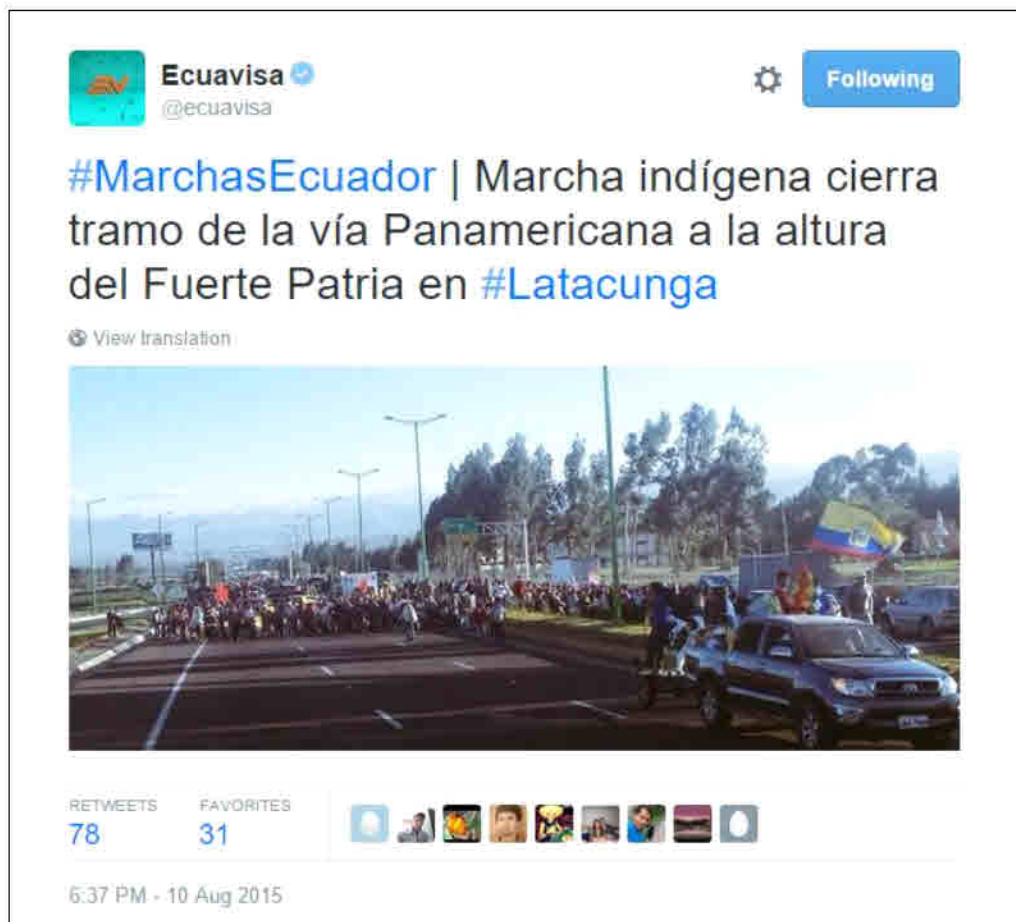 Ecuavisa
@ecuavisa
Following
#MarchasEcuador | Marcha indígena cierra
tramo de la vía Panamericana a la altura
del Fuerte Patria en #Latacunga
View translation
RETWEETS FAVORITES
78 31
6:37 PM - 10 Aug 2015